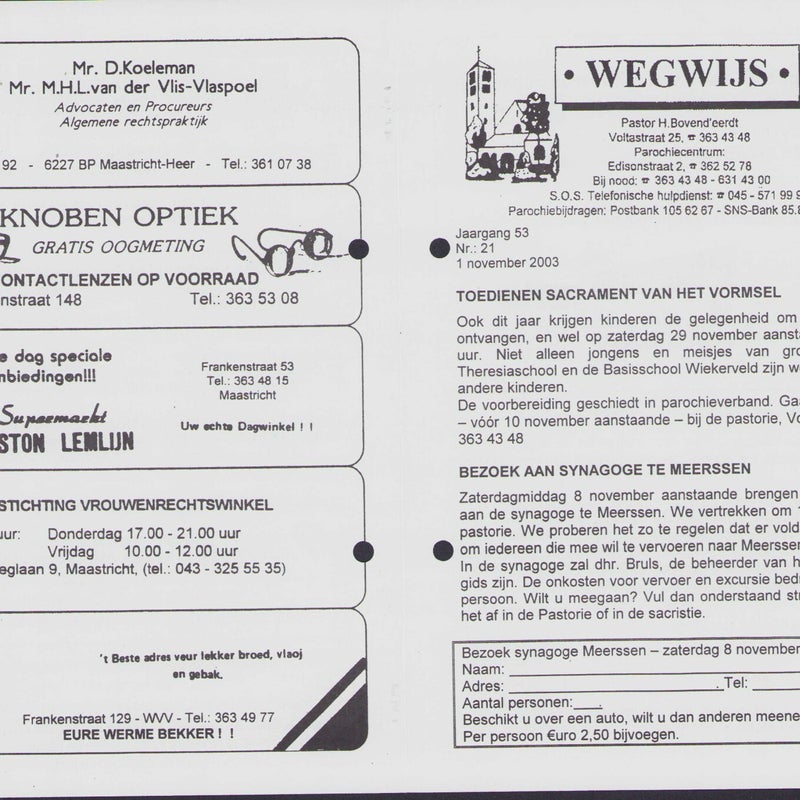 Mr. D.Koeleman
Mr. M.H.L.van der Vlis-Vlaspoel
Advocaten en Procureurs
Algemene rechtspraktijk
92 - 6227 BP Maastricht-Heer - Tel.: 361 07 38
KNOBEN OPTIEK
GRATIS OOGMETING
ONTACTLENZEN OP VOORRAAD
nstraat 148 Tel.: 363 53 08
e dag speciale
nbiedingen!!!
Supermarkt
STON LEMLIJN
Frankenstraat 53
Tel.: 363 48 15
Maastricht
Uw echte Dagwinkel ! !
STICHTING VROUWENRECHTSWINKEL
uur: Donderdag 17.00 - 21.00 uur
Vrijdag 10.00 - 12.00 uur
eglaan 9, Maastricht, (tel.: 043 - 325 55 35)
't Beste adres veur lekker broed, vlaoj
en gebak.
Frankenstraat 129 - WVV - Tel.: 363 49 77
EURE WERME BEKKER ! !
• WEGWIJS •
Pastor H.Bovend'eerdt
Voltastraat 25, ☎ 363 43 48
Parochiecentrum:
Edisonstraat 2, ☎ 362 52 78
Bij nood: ☎ 363 43 48 - 631 43 00
S.O.S. Telefonische hulpdienst: ☎ 045 - 571 99 9
Parochiebijdragen: Postbank 105 62 67 - SNS-Bank 85.8
Jaargang 53
Nr.: 21
1 november 2003
TOEDIENEN SACRAMENT VAN HET VORMSEL
Ook dit jaar krijgen kinderen de gelegenheid om
ontvangen, en wel op zaterdag 29 november aansta
uur. Niet alleen jongens en meisjes van gro
Theresiaschool en de Basisschool Wiekerveld zijn we
andere kinderen.
De voorbereiding geschiedt in parochieverband. Gaa
– vóór 10 november aanstaande – bij de pastorie, Vo
363 43 48
BEZOEK AAN SYNAGOGE TE MEERSSEN
Zaterdagmiddag 8 november aanstaande brengen
aan de synagoge te Meerssen. We vertrekken om 1
pastorie. We proberen het zo te regelen dat er vold
om iedereen die mee wil te vervoeren naar Meerssen
In de synagoge zal dhr. Bruls, de beheerder van h
gids zijn. De onkosten voor vervoer en excursie bedr
persoon. Wilt u meegaan? Vul dan onderstaand str
het af in de Pastorie of in de sacristie.
Bezoek synagoge Meerssen – zaterdag 8 november
Naam:
Adres: Tel:
Aantal personen:
Beschikt u over een auto, wilt u dan anderen meene
Per persoon €uro 2,50 bijvoegen.